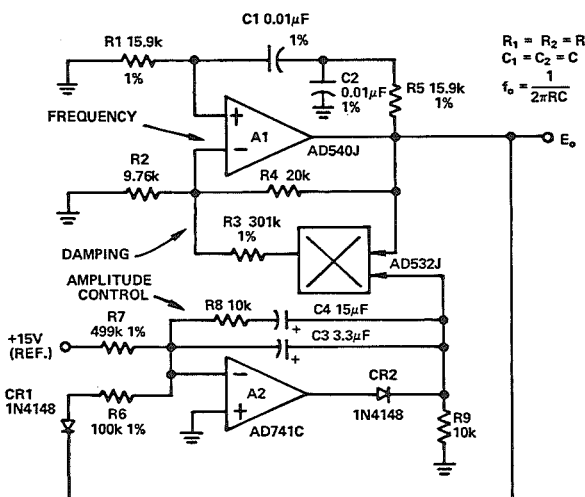 C1 0.01μF
1%
R1 15.9k
1%
C2
0.01μF
1%
R5 15.9k
1%
R₁ = R₂ = R
C₁ = C₂ = C
f₀ = 1/2πRC
FREQUENCY
+
−
A1
AD540J
E₀
R2
9.76k
R4 20k
R3 301k
1%
AD532J
DAMPING
AMPLITUDE
CONTROL
R8 10k
C4 15μF
+
C3 3.3μF
+
R7
499k 1%
+15V
(REF.)
CR1
1N4148
R6
100k 1%
−
+
A2
AD741C
CR2
1N4148
R9
10k